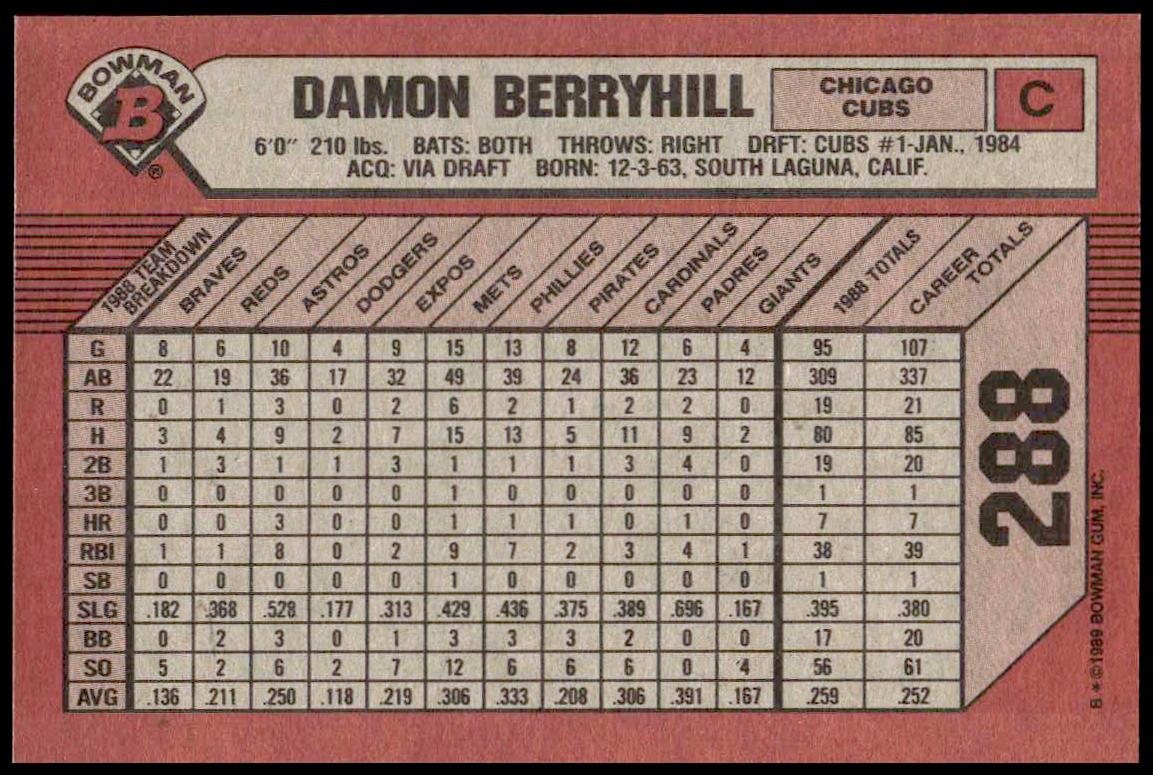 BOWMAN
B
®
DAMON BERRYHILL
CHICAGO
CUBS
C
6'0" 210 lbs. BATS: BOTH THROWS: RIGHT DRFT: CUBS #1-JAN., 1984
ACQ: VIA DRAFT BORN: 12-3-63, SOUTH LAGUNA, CALIF.
1988 TEAM BREAKDOWN BRAVES REDS ASTROS DODGERS EXPOS METS PHILLIES PIRATES CARDINALS PADRES GIANTS 1988 TOTALS CAREER TOTALS
G 8 6 10 4 9 15 13 8 12 6 4 95 107
AB 22 19 36 17 32 49 39 24 36 23 12 309 337
R 0 1 3 0 2 6 2 1 2 2 0 19 21
H 3 4 9 2 7 15 13 5 11 9 2 80 85
2B 1 3 1 1 3 1 1 1 3 4 0 19 20
3B 0 0 0 0 0 1 0 0 0 0 0 1 1
HR 0 0 3 0 0 1 1 1 0 1 0 7 7
RBI 1 1 8 0 2 9 7 2 3 4 1 38 39
SB 0 0 0 0 0 1 0 0 0 0 0 1 1
SLG .182 .368 .528 .177 .313 .429 .436 .375 .389 .696 .167 .395 .380
BB 0 2 3 0 1 3 3 3 2 0 0 17 20
SO 5 2 6 2 7 12 6 6 6 0 4 56 61
AVG .136 .211 .250 .118 .219 .306 .333 .208 .306 .391 .167 .259 .252
288
B * ©1989 BOWMAN GUM, INC.